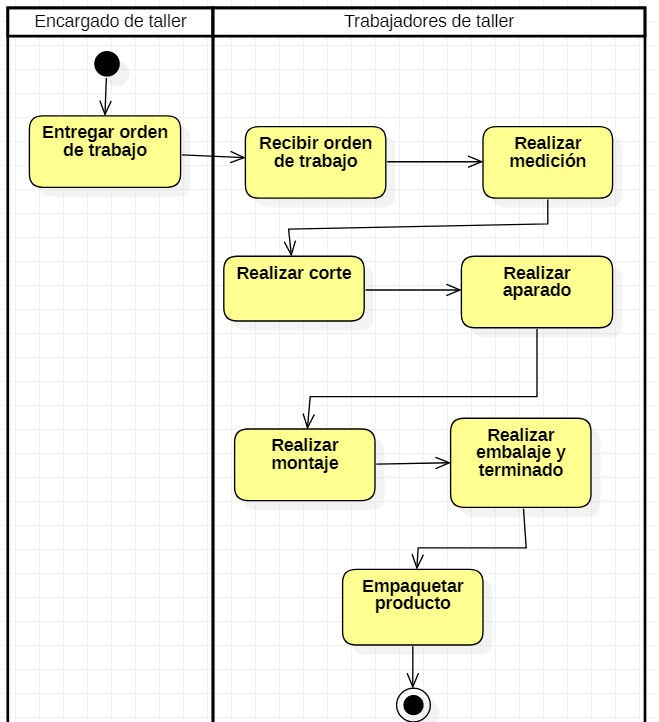 Encargado de taller
Trabajadores de taller
Entregar orden
de trabajo
Recibir orden
de trabajo
Realizar
medición
Realizar corte
Realizar
aparado
Realizar
montaje
Realizar
embalaje y
terminado
Empaquetar
producto